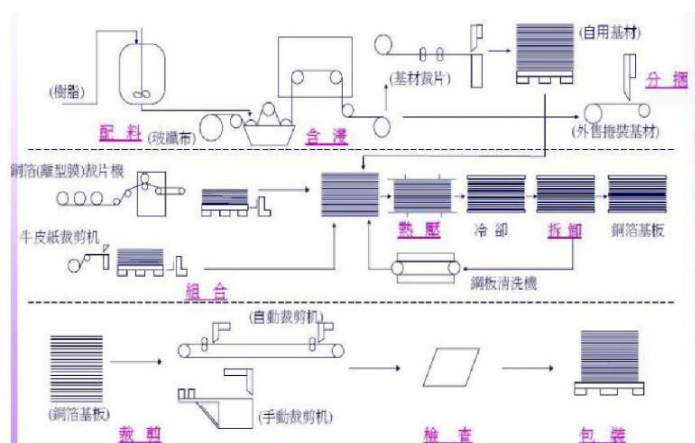 (樹脂)
配 料
(玻纖布)
含 浸
(基材裁片)
(自用基材)
分 捆
(外售捲裝基材)
銅箔(離型膜)裁片機
牛皮紙裁剪机
組 合
熱 壓
冷 卻
拆 卸
銅箔基板
鋼板清洗機
(銅箔基板)
裁 剪
(自動裁剪机)
(手動裁剪机)
檢 查
包 裝